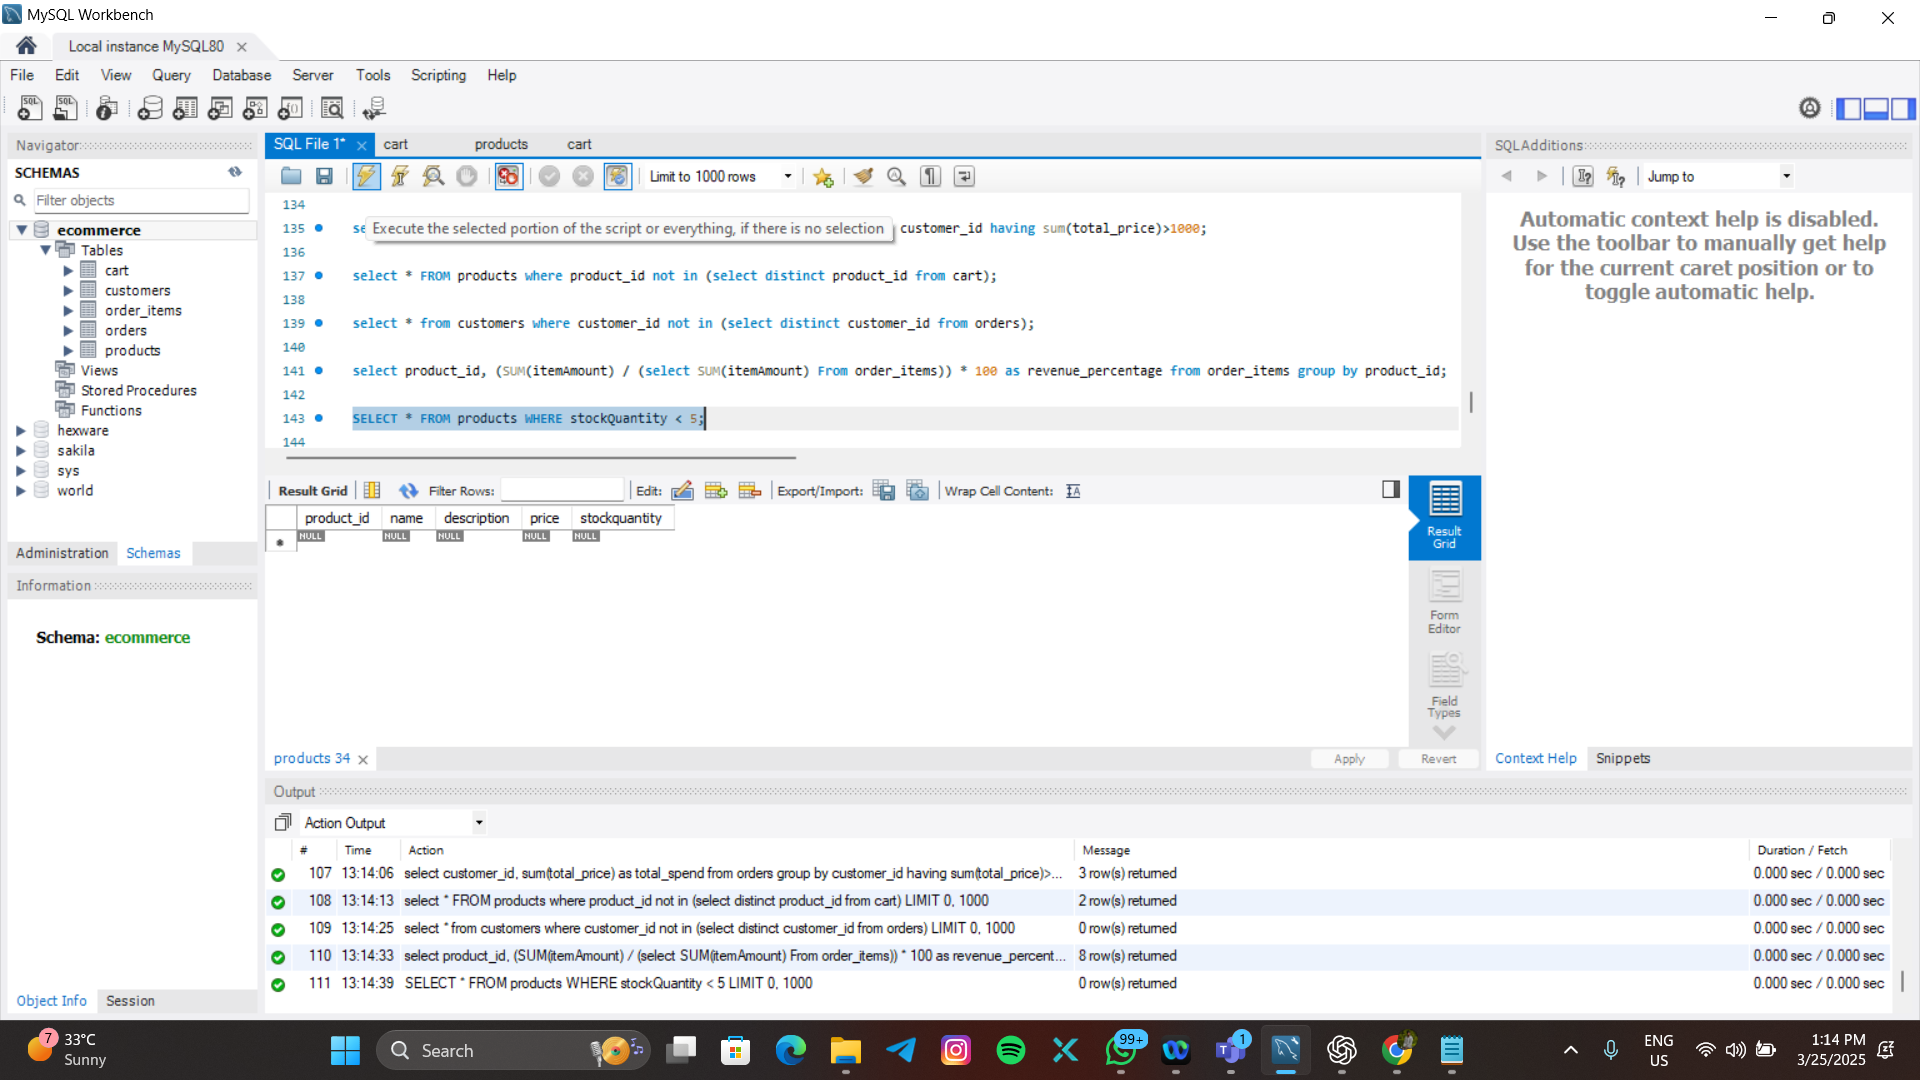 MySQL Workbench
Local instance MySQL80
File Edit View Query Database Server Tools Scripting Help
Navigator
SCHEMAS
Filter objects
ecommerce
Tables
cart
customers
order_items
orders
products
Views
Stored Procedures
Functions
hexware
sakila
sys
world
Administration Schemas
Information
Schema: ecommerce
Object Info Session
SQL File 1* cart products cart
Limit to 1000 rows
134
135 se customer_id having sum(total_price)>1000;
Execute the selected portion of the script or everything, if there is no selection
136
137 select * FROM products where product_id not in (select distinct product_id from cart);
138
139 select * from customers where customer_id not in (select distinct customer_id from orders);
140
141 select product_id, (SUM(itemAmount) / (select SUM(itemAmount) From order_items)) * 100 as revenue_percentage from order_items group by product_id;
142
143 SELECT * FROM products WHERE stockQuantity < 5;
144
Result Grid Filter Rows: Edit: Export/Import: Wrap Cell Content:
product_id name description price stockquantity
NULL NULL NULL NULL NULL
Result Grid
Form Editor
Field Types
products 34
Apply Revert
SQLAdditions
Jump to
Automatic context help is disabled.
Use the toolbar to manually get help
for the current caret position or to
toggle automatic help.
Context Help Snippets
Output
Action Output
# Time Action Message Duration / Fetch
107 13:14:06 select customer_id, sum(total_price) as total_spend from orders group by customer_id having sum(total_price)>... 3 row(s) returned 0.000 sec / 0.000 sec
108 13:14:13 select * FROM products where product_id not in (select distinct product_id from cart) LIMIT 0, 1000 2 row(s) returned 0.000 sec / 0.000 sec
109 13:14:25 select * from customers where customer_id not in (select distinct customer_id from orders) LIMIT 0, 1000 0 row(s) returned 0.000 sec / 0.000 sec
110 13:14:33 select product_id, (SUM(itemAmount) / (select SUM(itemAmount) From order_items)) * 100 as revenue_percent... 8 row(s) returned 0.000 sec / 0.000 sec
111 13:14:39 SELECT * FROM products WHERE stockQuantity < 5 LIMIT 0, 1000 0 row(s) returned 0.000 sec / 0.000 sec
7
33°C
Sunny
Search
99+
1
ENG
US
1:14 PM
3/25/2025